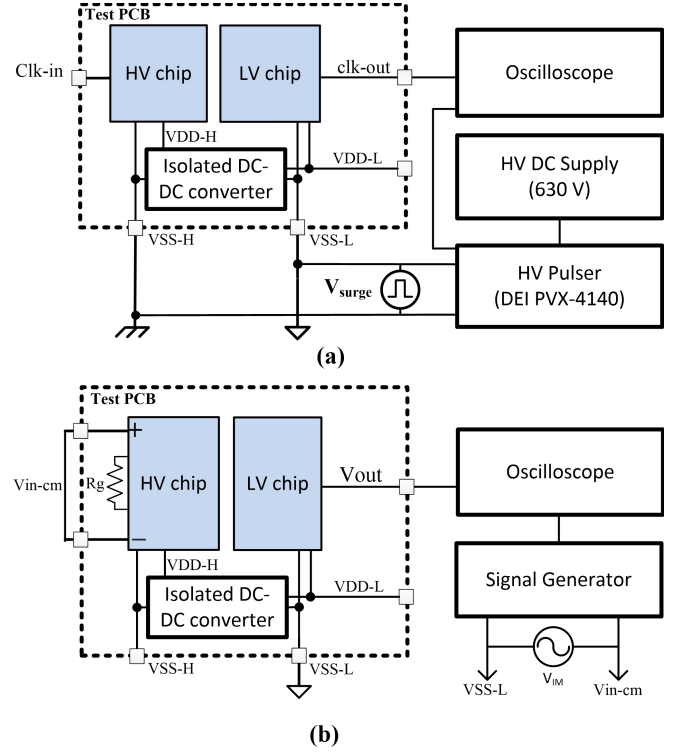 Test PCB
Clk-in
HV chip
LV chip
clk-out
Oscilloscope
VDD-H
Isolated DC-
DC converter
VDD-L
HV DC Supply
(630 V)
VSS-H
VSS-L
Vsurge
HV Pulser
(DEI PVX-4140)
(a)
Test PCB
+
Vin-cm
Rg
HV chip
LV chip
Vout
Oscilloscope
−
VDD-H
Isolated DC-
DC converter
VDD-L
Signal Generator
VSS-H
VSS-L
VSS-L
VIM
Vin-cm
(b)